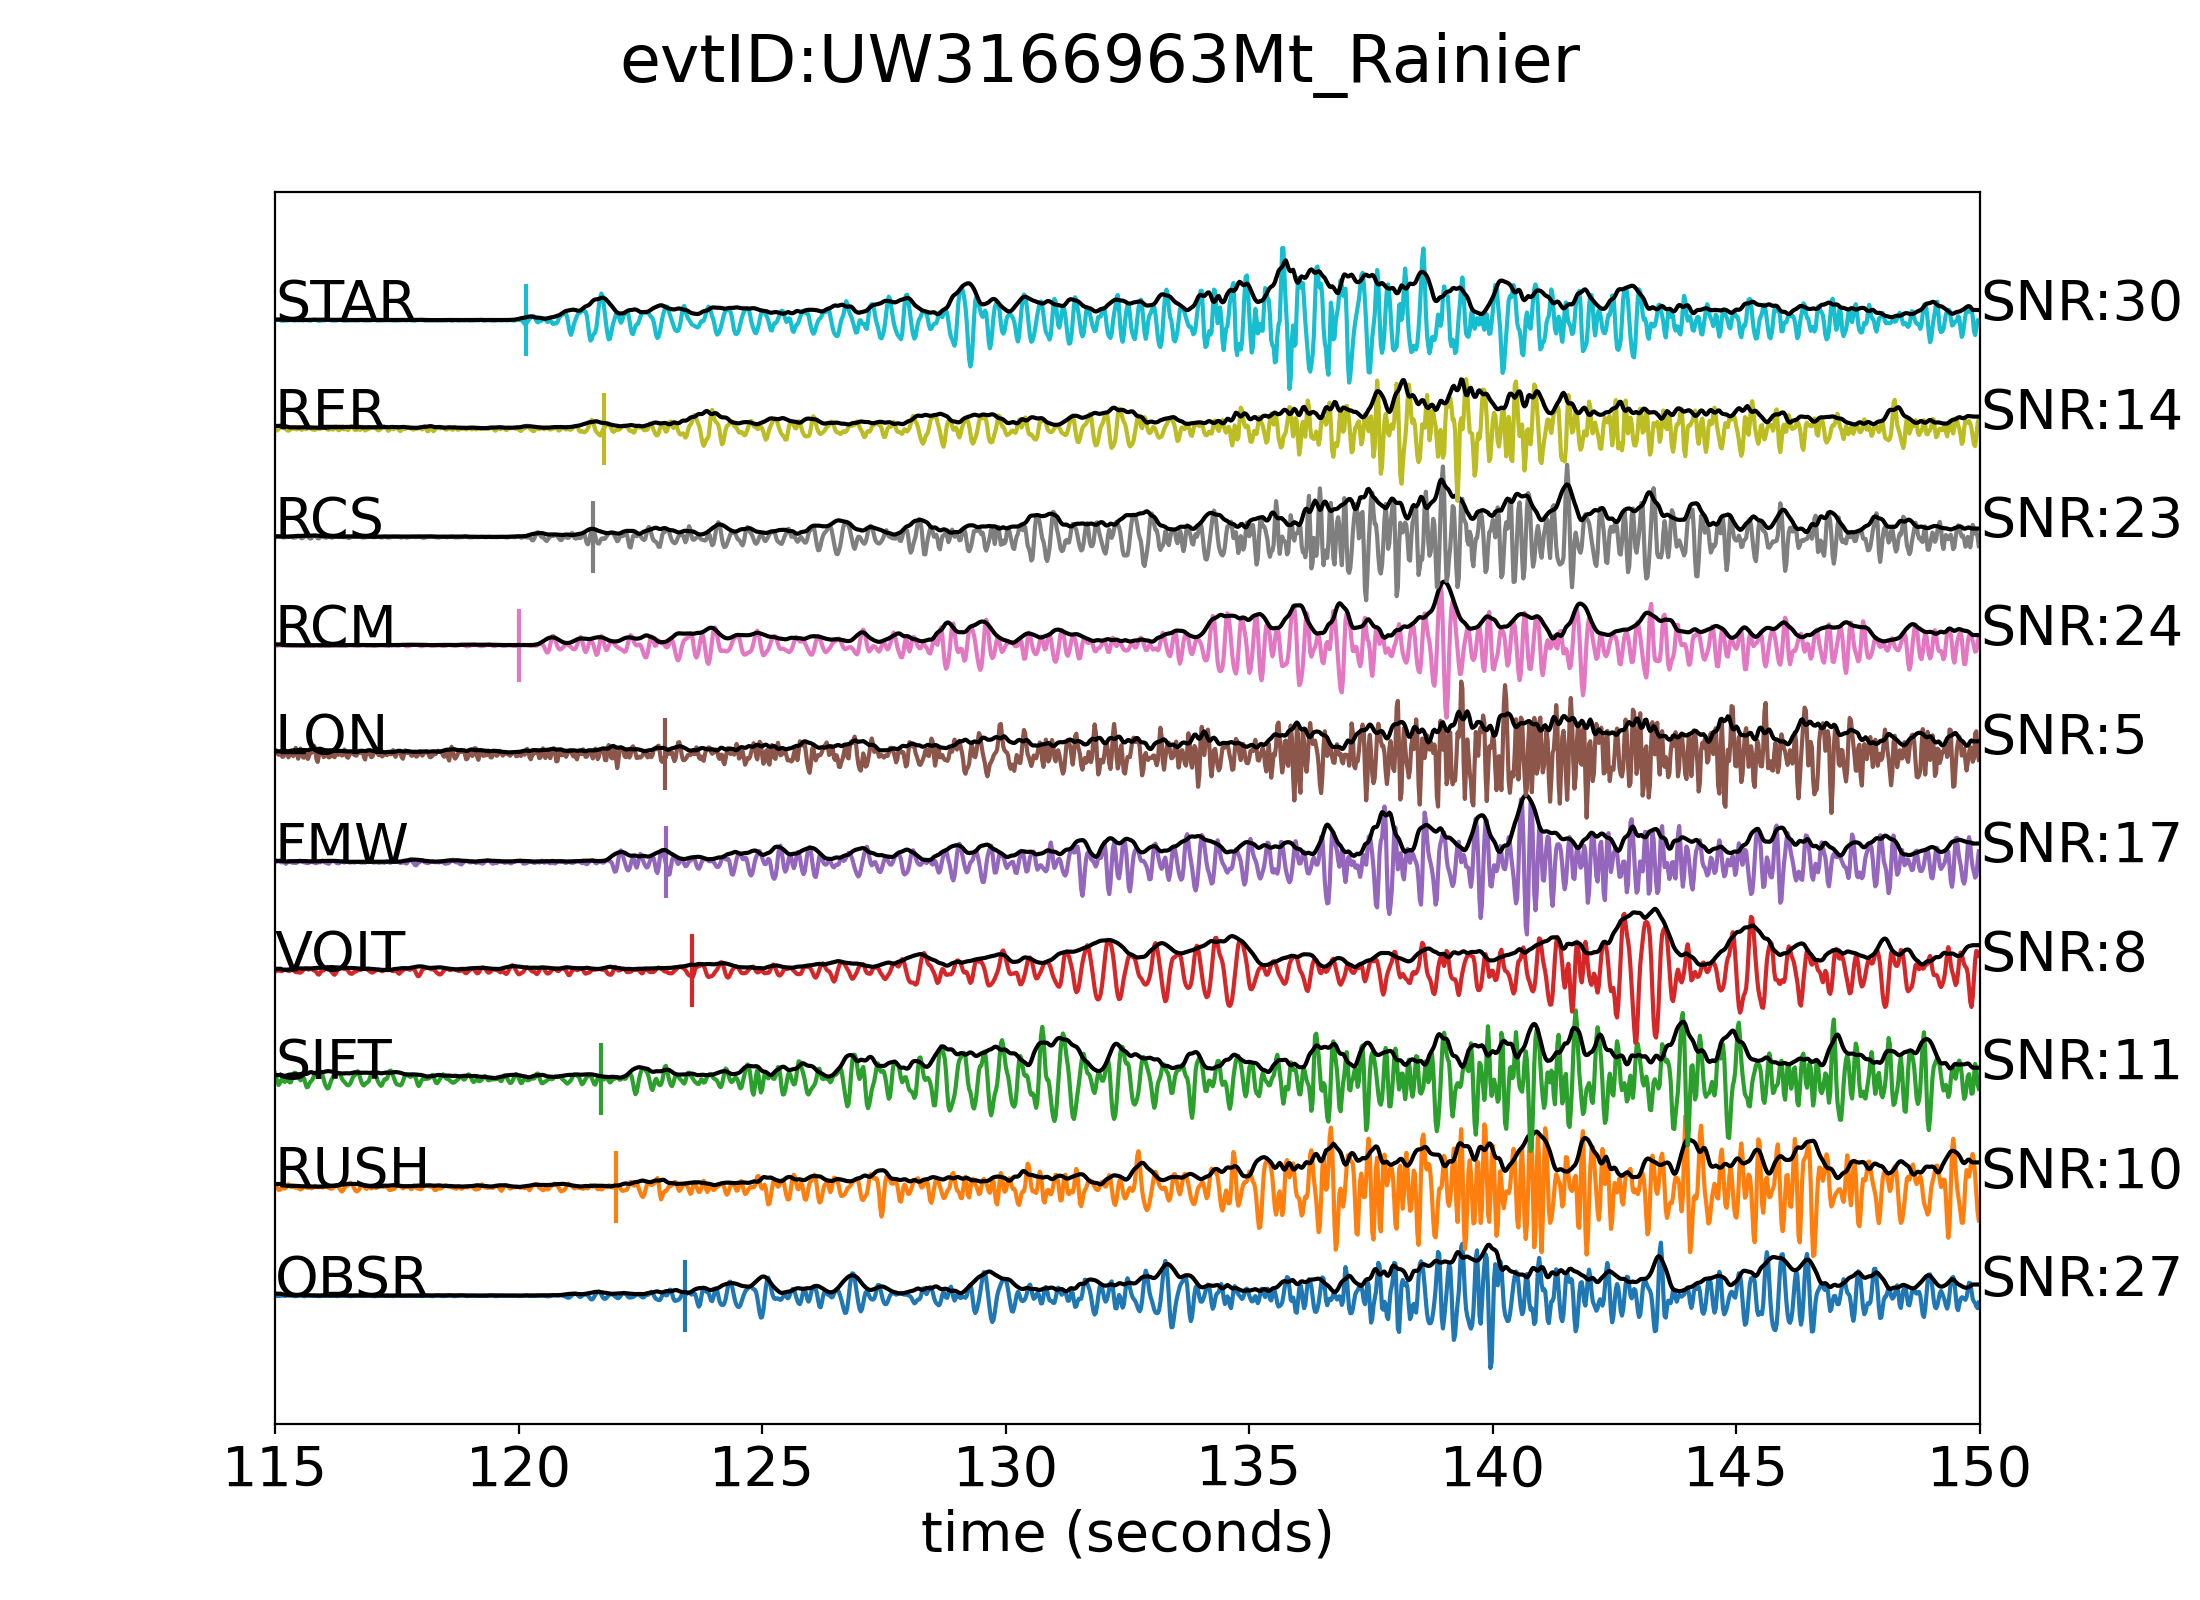 evtID:UW3166963Mt_Rainier
STAR SNR:30
RER SNR:14
RCS SNR:23
RCM SNR:24
LON SNR:5
FMW SNR:17
VOIT SNR:8
SIFT SNR:11
RUSH SNR:10
OBSR SNR:27
115 120 125 130 135 140 145 150
time (seconds)